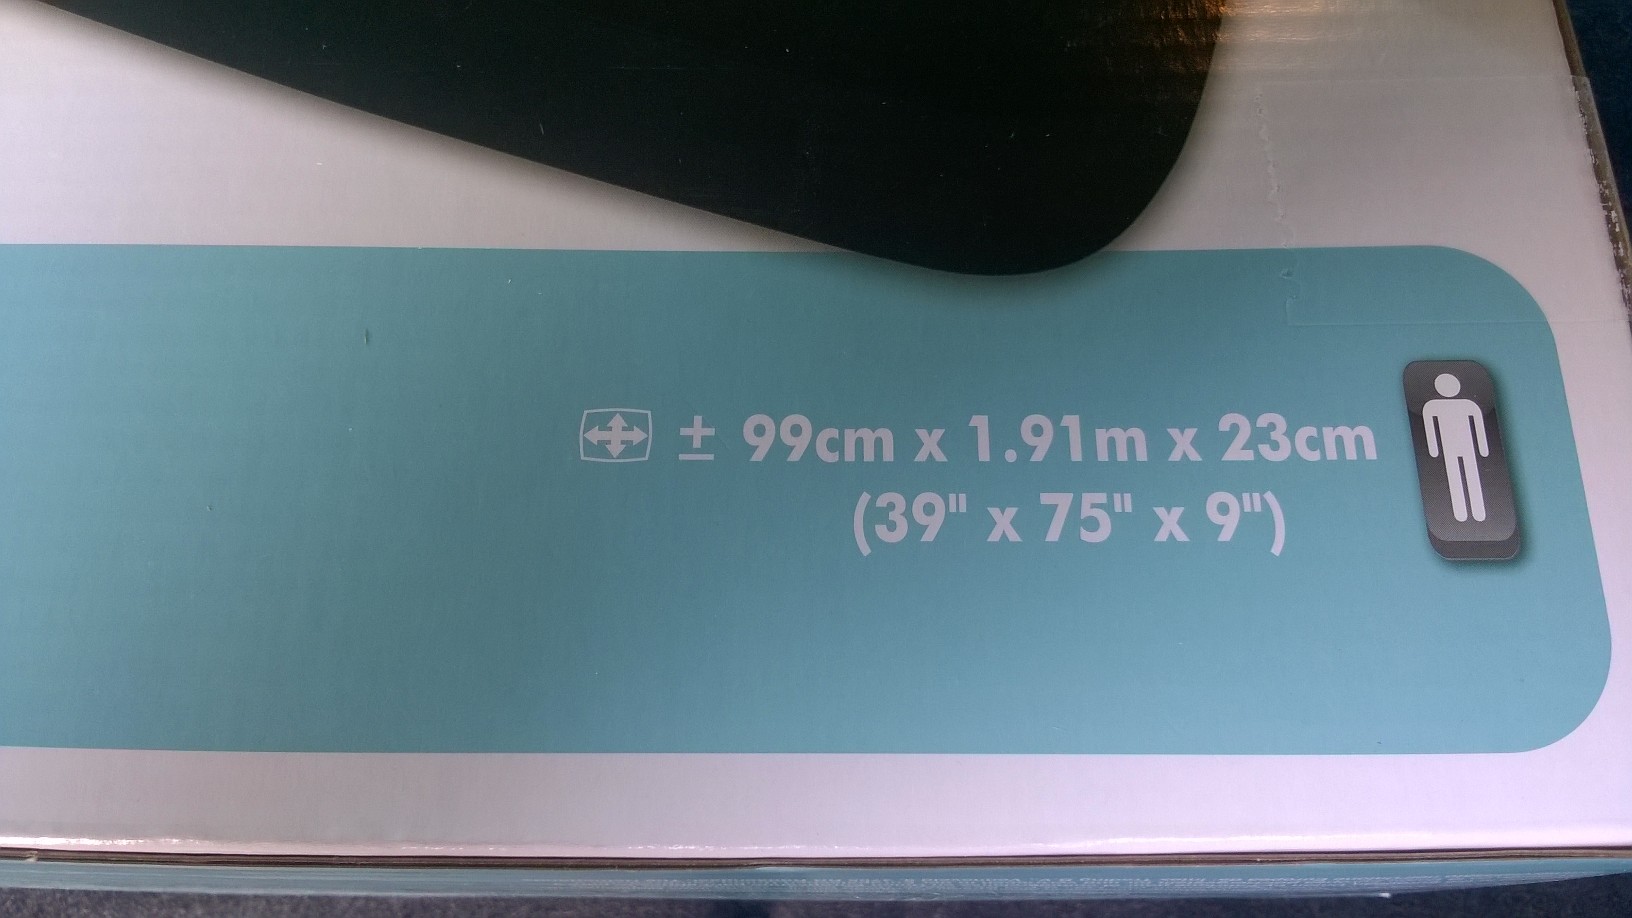 ± 99cm x 1.91m x 23cm
(39" x 75" x 9")